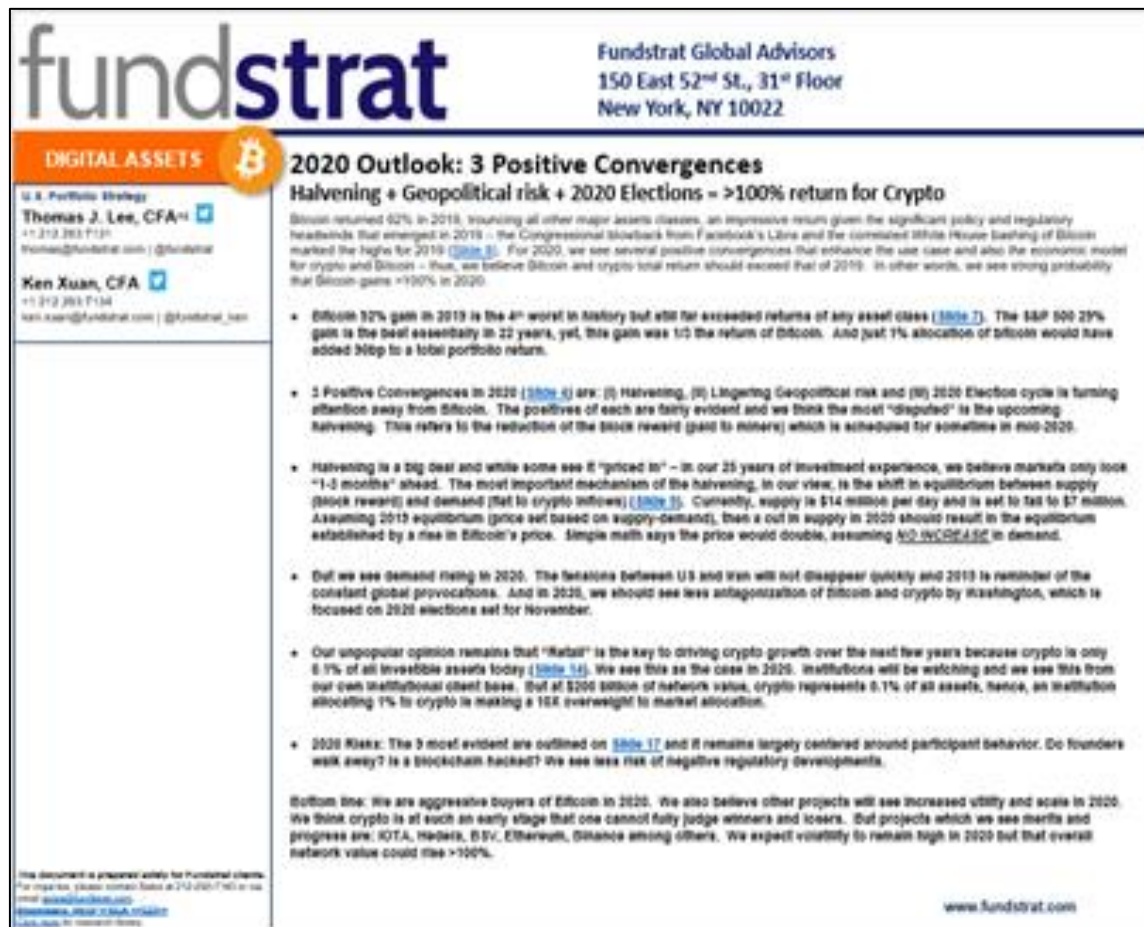 fundstrat
Fundstrat Global Advisors
150 East 52nd St., 31st Floor
New York, NY 10022
DIGITAL ASSETS
U.S. Portfolio Strategy
Thomas J. Lee, CFA
+1 212 293 7131
thomas@fundstrat.com | @fundstrat
Ken Xuan, CFA
+1 212 293 7134
ken.xuan@fundstrat.com | @fundstrat_ken
2020 Outlook: 3 Positive Convergences
Halvening + Geopolitical risk + 2020 Elections = >100% return for Crypto
Bitcoin returned 92% in 2019, trouncing all other major assets classes, an impressive return given the significant policy and regulatory
headwinds that emerged in 2019 – the Congressional blowback from Facebook's Libra and the correlated White House bashing of Bitcoin
marked the highs for 2019 (Slide 8). For 2020, we see several positive convergences that enhance the use case and also the economic model
for crypto and Bitcoin – thus, we believe Bitcoin and crypto total return should exceed that of 2019. In other words, we see strong probability
that Bitcoin gains >100% in 2020.
• Bitcoin 92% gain in 2019 is the 4th worst in history but still far exceeded returns of any asset class (Slide 7). The S&P 500 29%
gain is the best essentially in 22 years, yet, this gain was 1/3 the return of Bitcoin. And just 1% allocation of bitcoin would have
added 90bp to a total portfolio return.
• 3 Positive Convergences in 2020 (Slide 4) are: (I) Halvening, (II) Lingering Geopolitical risk and (III) 2020 Election cycle is turning
attention away from Bitcoin. The positives of each are fairly evident and we think the most "disputed" is the upcoming
halvening. This refers to the reduction of the block reward (paid to miners) which is scheduled for sometime in mid-2020.
• Halvening is a big deal and while some see it "priced in" – in our 25 years of investment experience, we believe markets only look
"1-3 months" ahead. The most important mechanism of the halvening, in our view, is the shift in equilibrium between supply
(block reward) and demand (fiat to crypto inflows) (Slide 5). Currently, supply is $14 million per day and is set to fall to $7 million.
Assuming 2019 equilibrium (price set based on supply-demand), then a cut in supply in 2020 should result in the equilibrium
established by a rise in Bitcoin's price. Simple math says the price would double, assuming NO INCREASE in demand.
• But we see demand rising in 2020. The tensions between US and Iran will not disappear quickly and 2019 is reminder of the
constant global provocations. And in 2020, we should see less antagonization of Bitcoin and crypto by Washington, which is
focused on 2020 elections set for November.
• Our unpopular opinion remains that "Retail" is the key to driving crypto growth over the next few years because crypto is only
0.1% of all investible assets today (Slide 14). We see this as the case in 2020. Institutions will be watching and we see this from
our own institutional client base. But at $200 billion of network value, crypto represents 0.1% of all assets, hence, an institution
allocating 1% to crypto is making a 10X overweight to market allocation.
• 2020 Risks: The 9 most evident are outlined on Slide 17 and it remains largely centered around participant behavior. Do founders
walk away? Is a blockchain hacked? We see less risk of negative regulatory developments.
Bottom line: We are aggressive buyers of Bitcoin in 2020. We also believe other projects will see increased utility and scale in 2020.
We think crypto is at such an early stage that one cannot fully judge winners and losers. But projects which we see merits and
progress are: IOTA, Hedera, BSV, Ethereum, Binance among others. We expect volatility to remain high in 2020 but that overall
network value could rise >100%.
This document is prepared solely for Fundstrat clients.
For inquiries, please contact Sales at 212-293-7140 or via
email
www.fundstrat.com